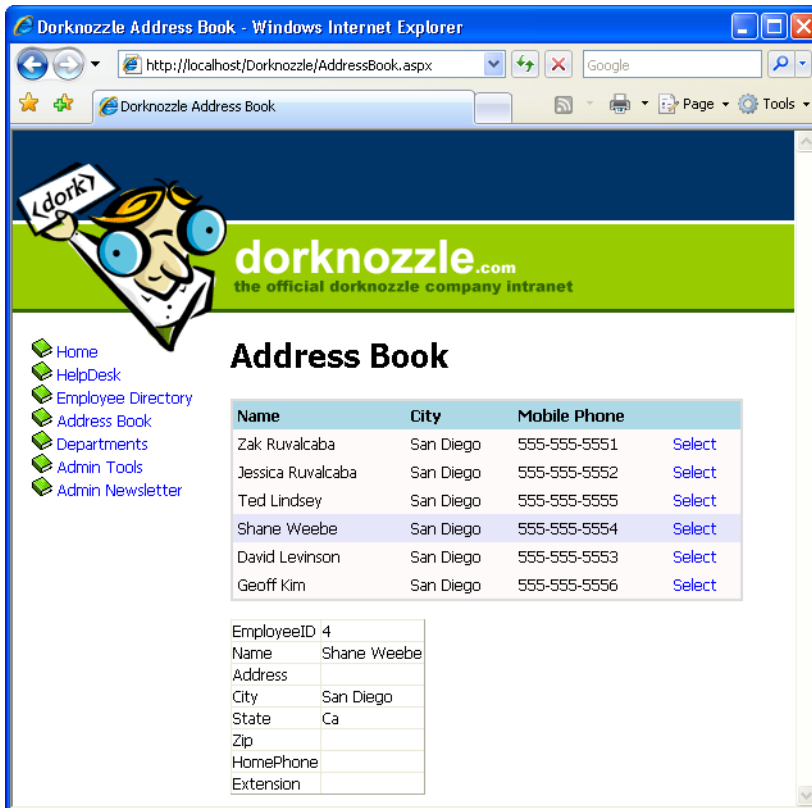 Dorknozzle Address Book - Windows Internet Explorer
http://localhost/Dorknozzle/AddressBook.aspx
Google
Dorknozzle Address Book
Page
Tools
<dork>
dorknozzle.com
the official dorknozzle company intranet
Home
HelpDesk
Employee Directory
Address Book
Departments
Admin Tools
Admin Newsletter
Address Book
Name City Mobile Phone
Zak Ruvalcaba San Diego 555-555-5551 Select
Jessica Ruvalcaba San Diego 555-555-5552 Select
Ted Lindsey San Diego 555-555-5555 Select
Shane Weebe San Diego 555-555-5554 Select
David Levinson San Diego 555-555-5553 Select
Geoff Kim San Diego 555-555-5556 Select
EmployeeID 4
Name Shane Weebe
Address
City San Diego
State Ca
Zip
HomePhone
Extension